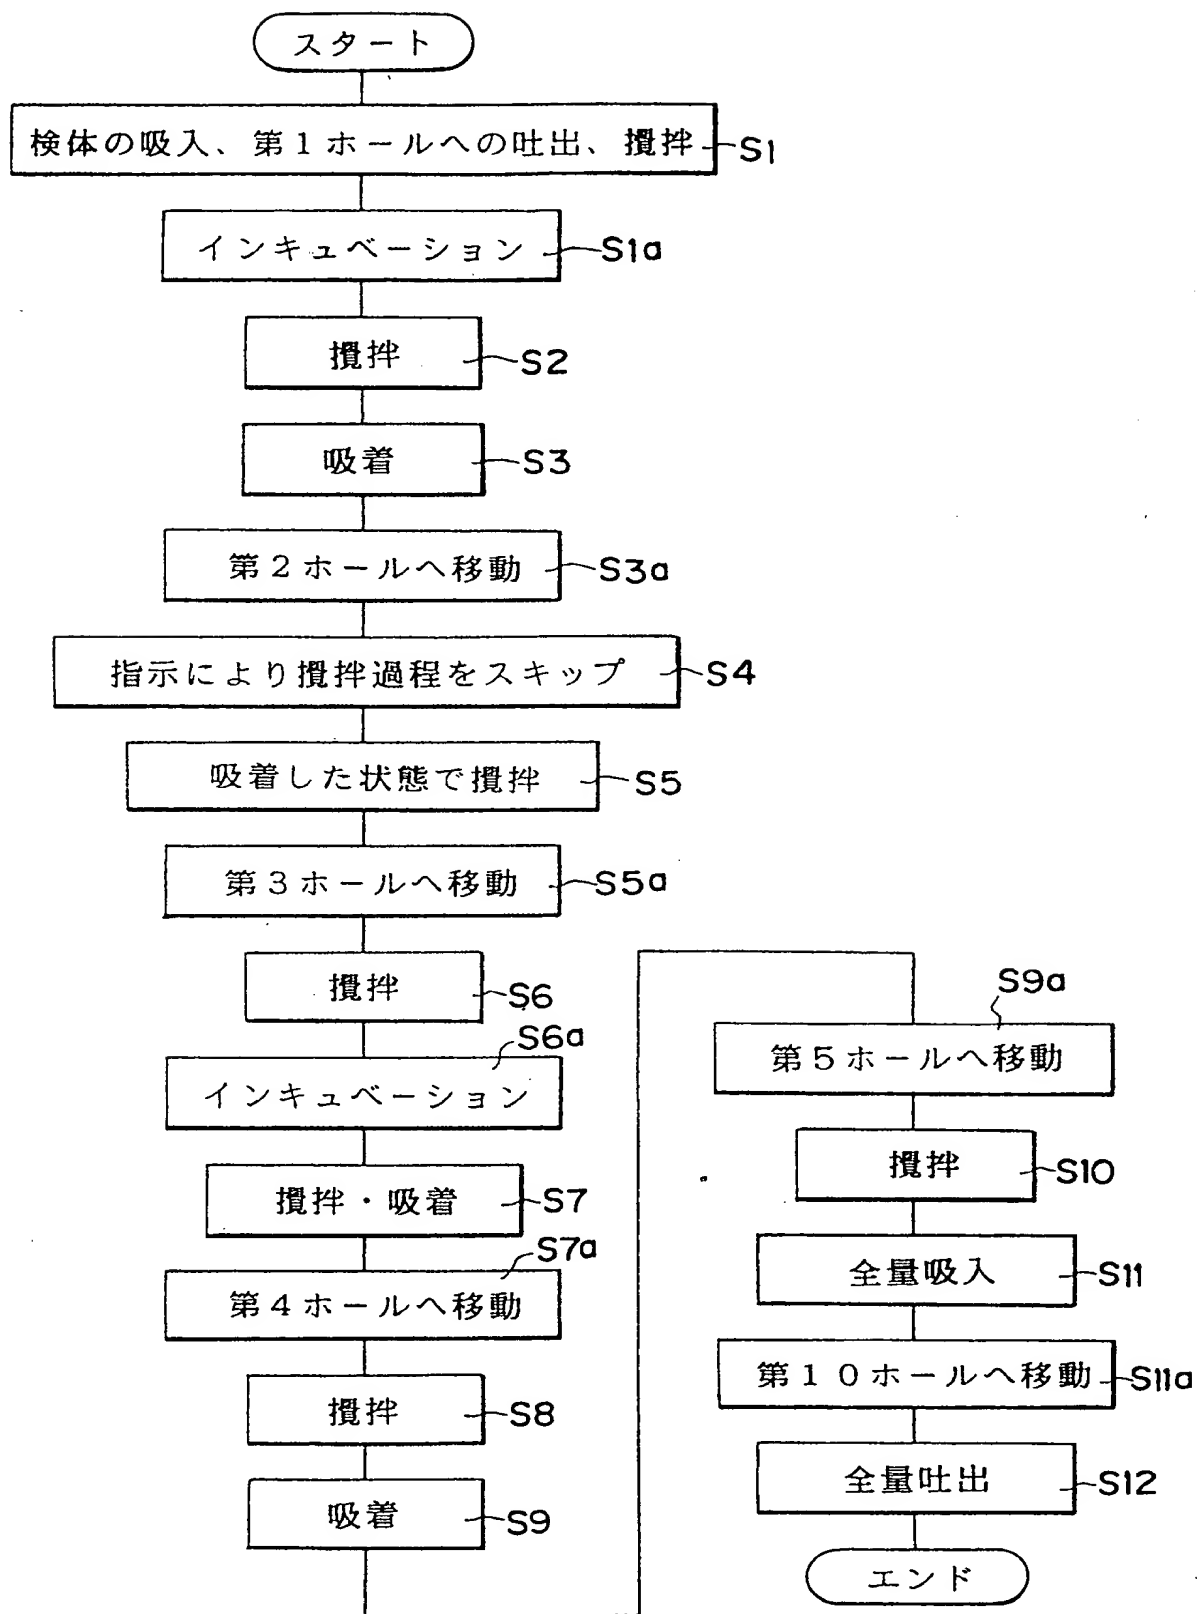 スタート
検体の吸入、第1ホールへの吐出、攪拌 S1
インキュベーション S1a
攪拌 S2
吸着 S3
第2ホールへ移動 S3a
指示により攪拌過程をスキップ S4
吸着した状態で攪拌 S5
第3ホールへ移動 S5a
攪拌 S6
S6a
インキュベーション
攪拌・吸着 S7
S7a
第4ホールへ移動
攪拌 S8
吸着 S9
S9a
第5ホールへ移動
攪拌 S10
全量吸入 S11
第10ホールへ移動 S11a
全量吐出 S12
エンド